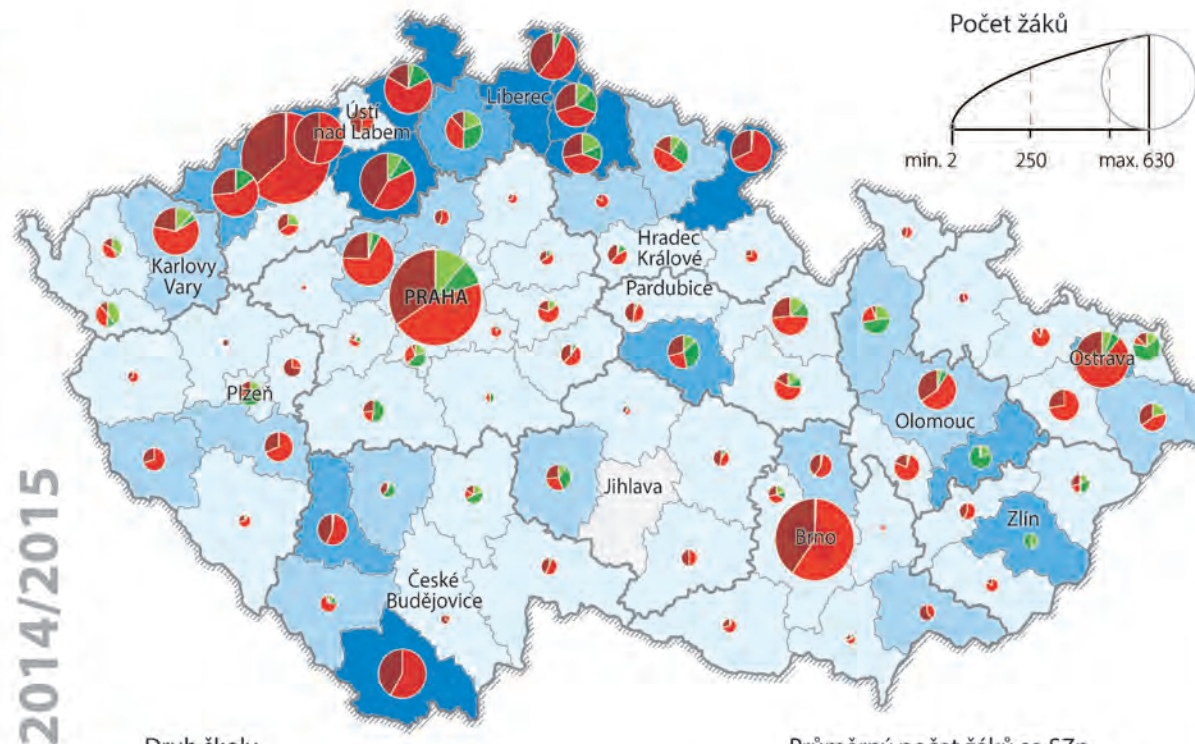 Počet žáků
min. 2
250
max. 630
Ústí
nad Labem
Liberec
Karlovy
Vary
PRAHA
Hradec
Králové
Pardubice
Plzeň
Ostrava
Olomouc
Jihlava
Brno
Zlín
České
Budějovice
2014/2015